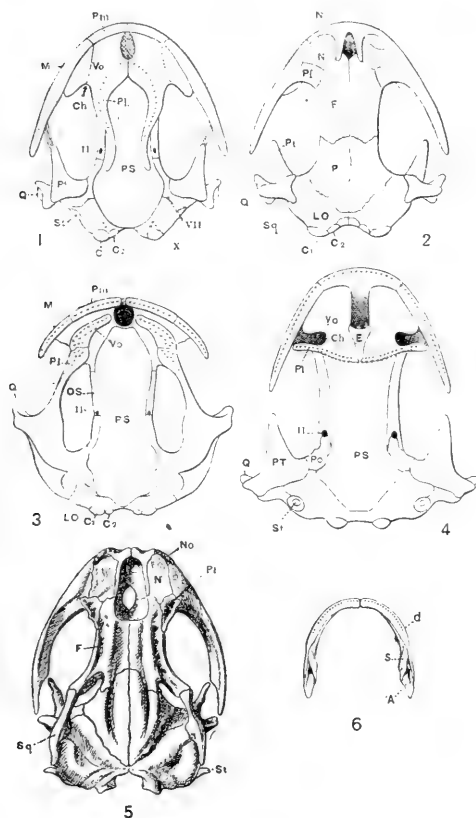 Pm
M
Vo
Ch
Pl
II
PS
Q
Pt
St
VII
C
C2
X
1
N
N
Pf
F
Pt
P
Q
Sq
LO
C1
C2
2
Pm
M
Vo
Pl
Q
OS
II
PS
LO
C1
C2
3
Vo
Ch
E
Pl
II
PT
Po
PS
Q
St
4
No
N
Pl
F
Sq
St
5
d
S
A
6